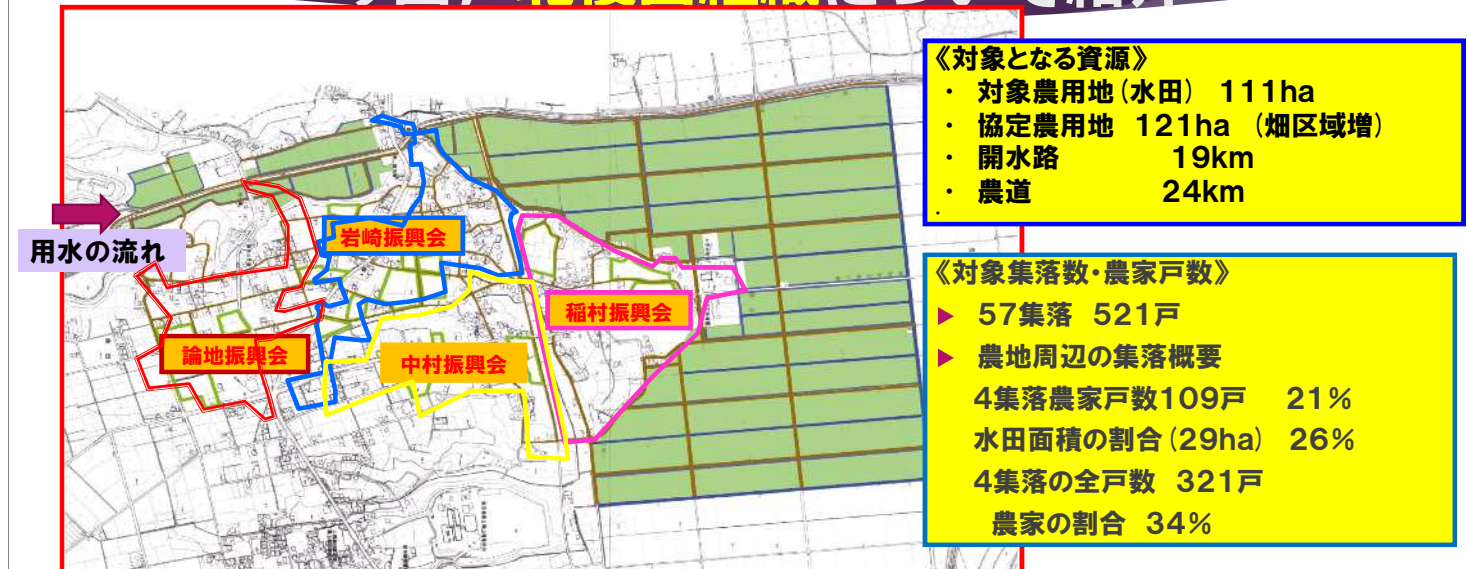 について紹介
用水の流れ
岩崎振興会
稲村振興会
論地振興会
中村振興会
《対象となる資源》
・ 対象農用地(水田) 111ha
・ 協定農用地 121ha (畑区域増)
・ 開水路 19km
・ 農道 24km
・
《対象集落数・農家戸数》
▶ 57集落 521戸
▶ 農地周辺の集落概要
4集落農家戸数109戸 21%
水田面積の割合(29ha) 26%
4集落の全戸数 321戸
農家の割合 34%